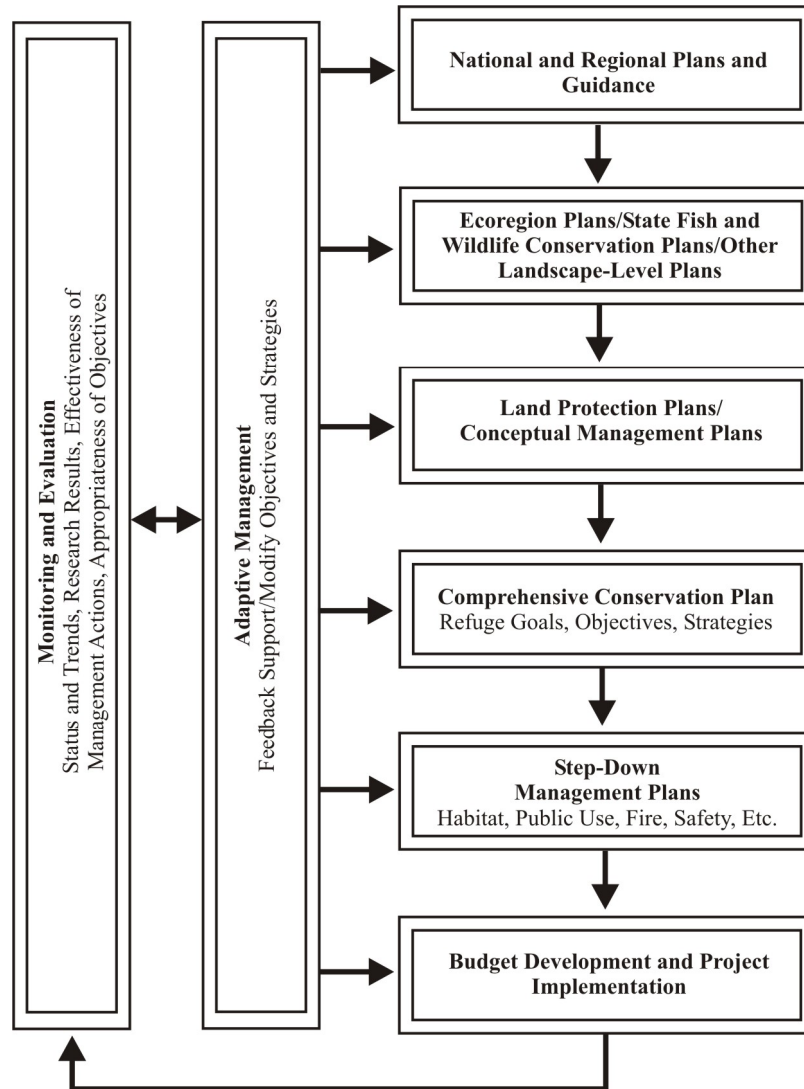 Monitoring and Evaluation
Status and Trends, Research Results, Effectiveness of
Management Actions, Appropriateness of Objectives
Adaptive Management
Feedback Support/Modify Objectives and Strategies
National and Regional Plans and
Guidance
Ecoregion Plans/State Fish and
Wildlife Conservation Plans/Other
Landscape-Level Plans
Land Protection Plans/
Conceptual Management Plans
Comprehensive Conservation Plan
Refuge Goals, Objectives, Strategies
Step-Down
Management Plans
Habitat, Public Use, Fire, Safety, Etc.
Budget Development and Project
Implementation